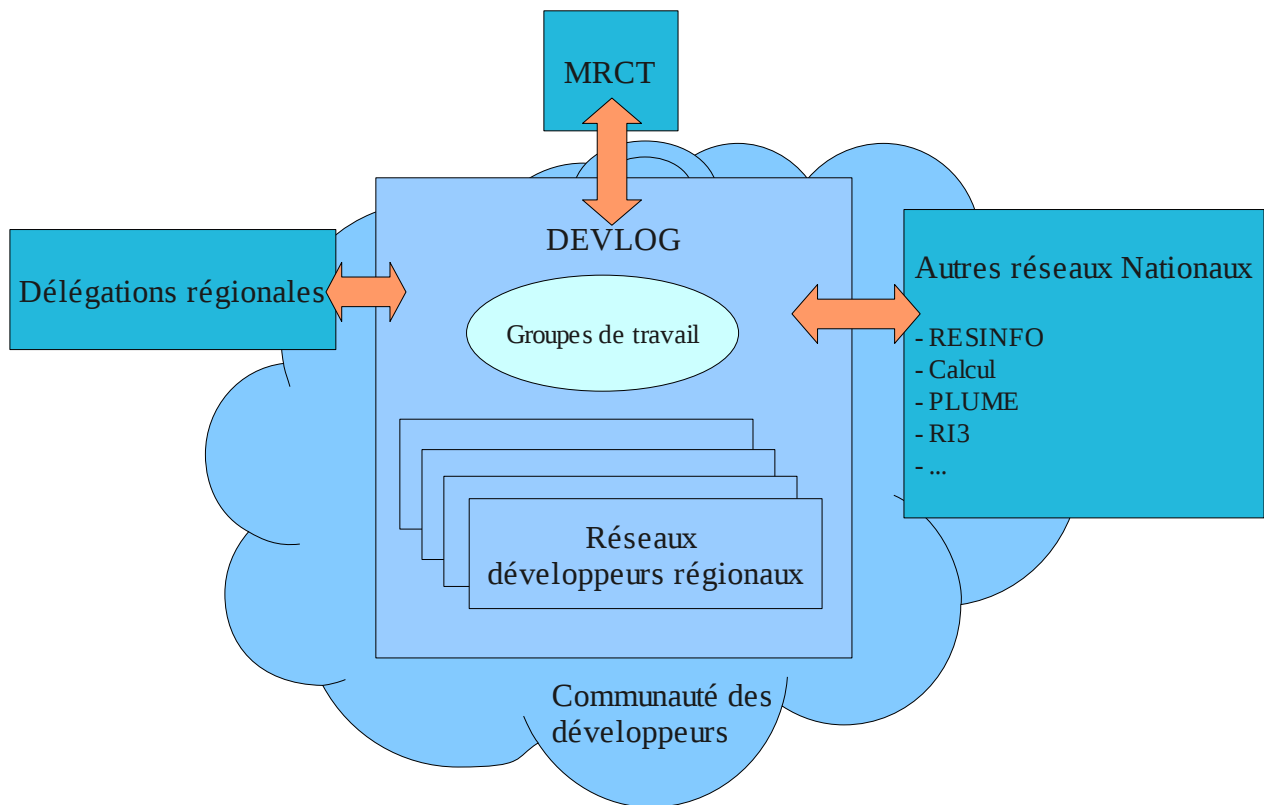 MRCT
DEVLOG
Délégations régionales
Groupes de travail
Autres réseaux Nationaux
- RESINFO
- Calcul
- PLUME
- RI3
- ...
Réseaux
développeurs régionaux
Communauté des
développeurs